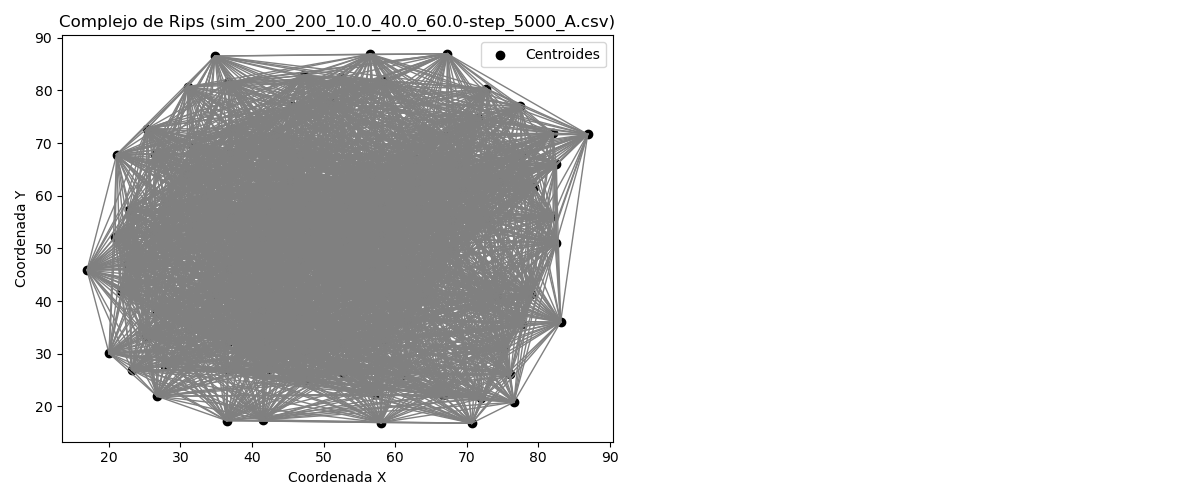 Complejo de Rips (sim_200_200_10.0_40.0_60.0-step_5000_A.csv)
Centroides
90
80
70
60
50
40
30
20
Coordenada Y
20 30 40 50 60 70 80 90
Coordenada X